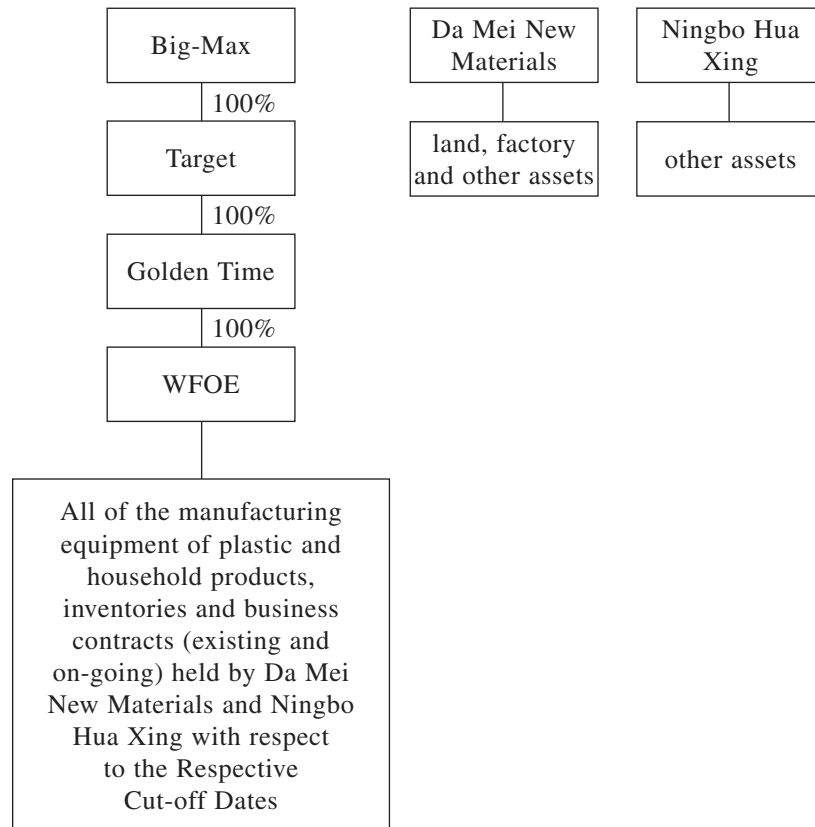 Big-Max
100%
Target
100%
Golden Time
100%
WFOE
All of the manufacturing
equipment of plastic and
household products,
inventories and business
contracts (existing and
on-going) held by Da Mei
New Materials and Ningbo
Hua Xing with respect
to the Respective
Cut-off Dates
Da Mei New
Materials
land, factory
and other assets
Ningbo Hua
Xing
other assets